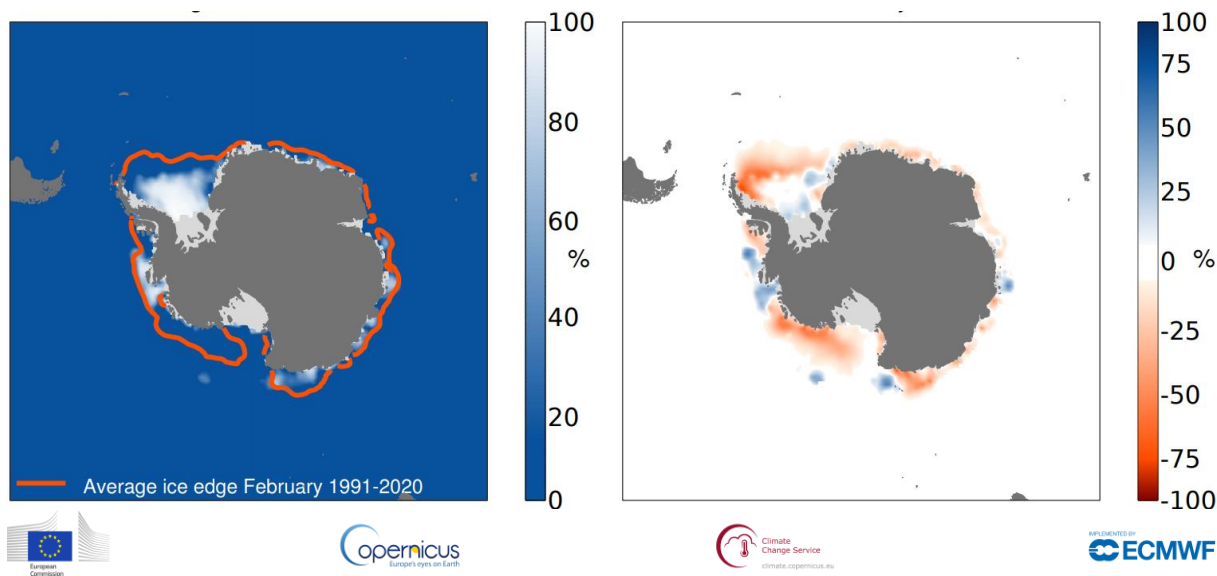 100
80
60
%
40
20
0
Average ice edge February 1991-2020
100
75
50
25
0
%
-25
-50
-75
-100
European
Commission
opernicus
Europe's eyes on Earth
Climate
Change Service
climate.copernicus.eu
IMPLEMENTED BY
ECMWF